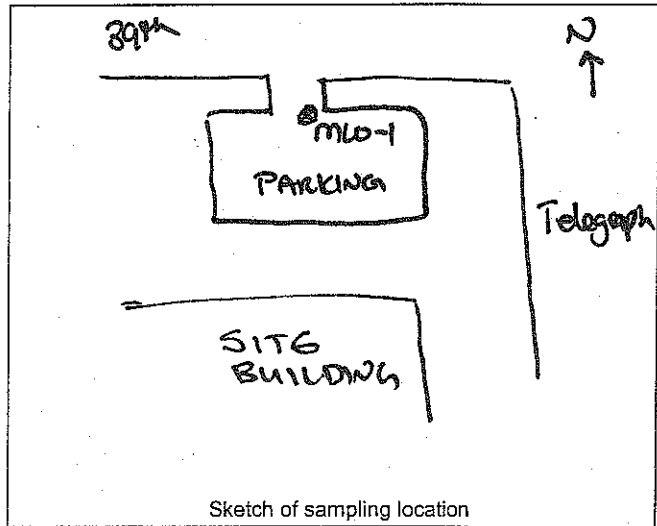 39th
N
MW-1
PARKING
Telegraph
SITE
BUILDING
Sketch of sampling location